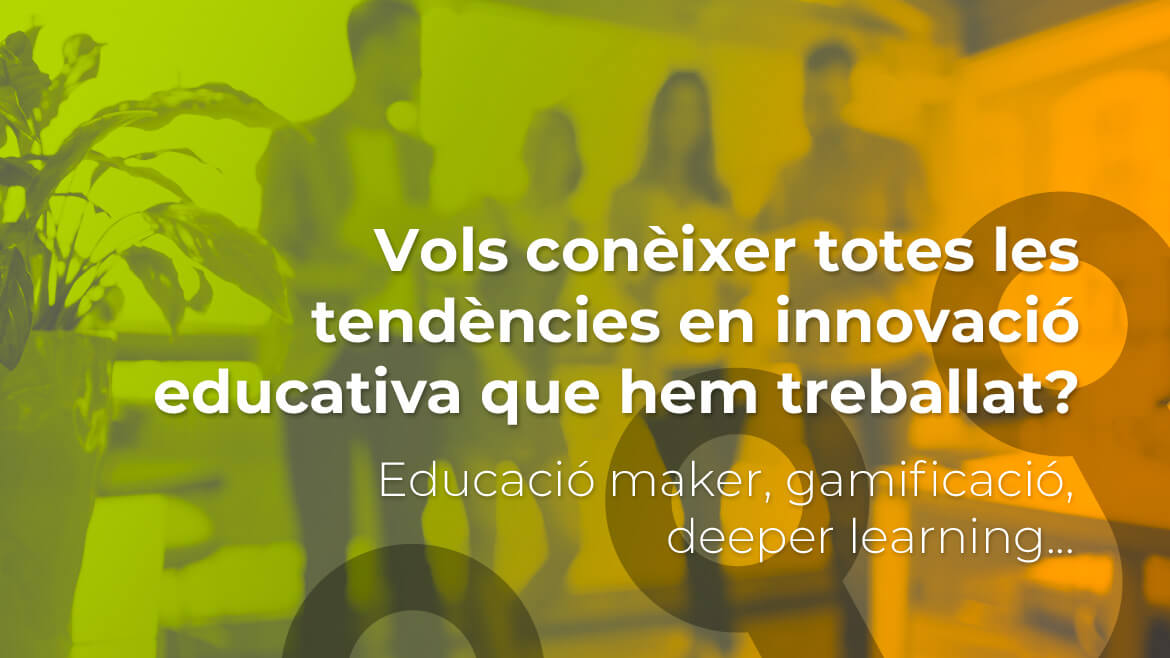 Vols conèixer totes les
tendències en innovació
educativa que hem treballat?
Educació maker, gamificació,
deeper learning...